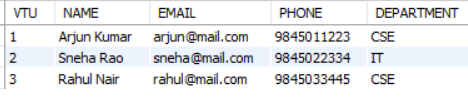 VTU NAME EMAIL PHONE DEPARTMENT
1 Arjun Kumar arjun@mail.com 9845011223 CSE
2 Sneha Rao sneha@mail.com 9845022334 IT
3 Rahul Nair rahul@mail.com 9845033445 CSE